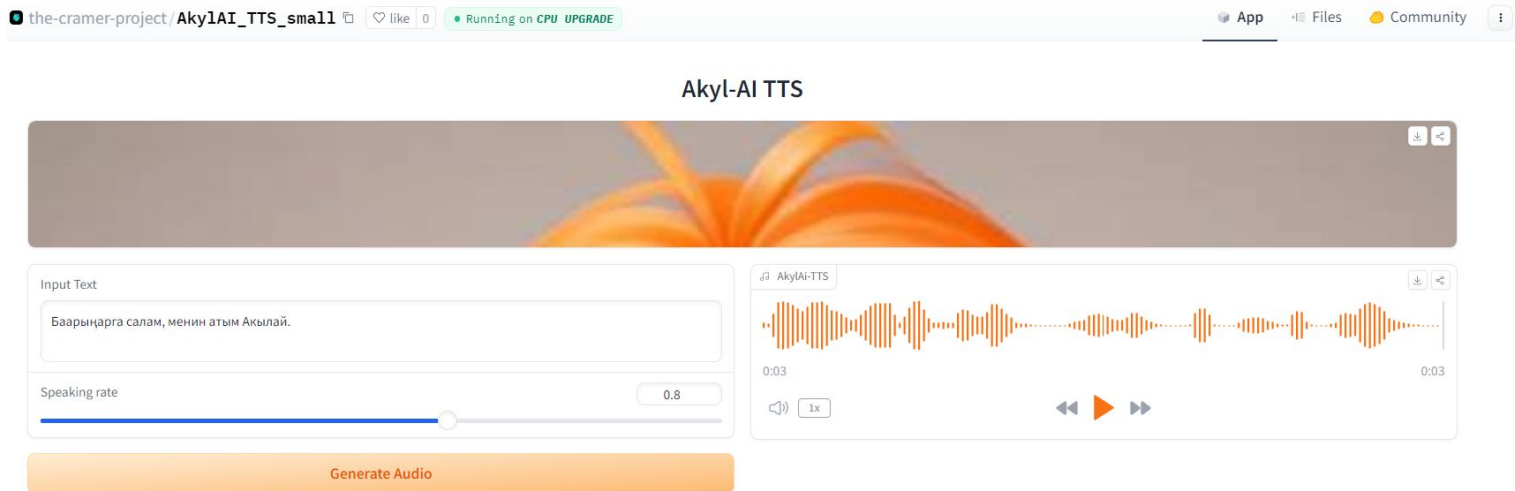 the-cramer-project/AkylAI_TTS_small like 0 Running on CPU UPGRADE App Files Community
Akyl-AI TTS
Input Text
Баарыңарга салам, менин атым Акылай.
Speaking rate 0.8
Generate Audio
AkylAi-TTS
0:03 0:03
1x